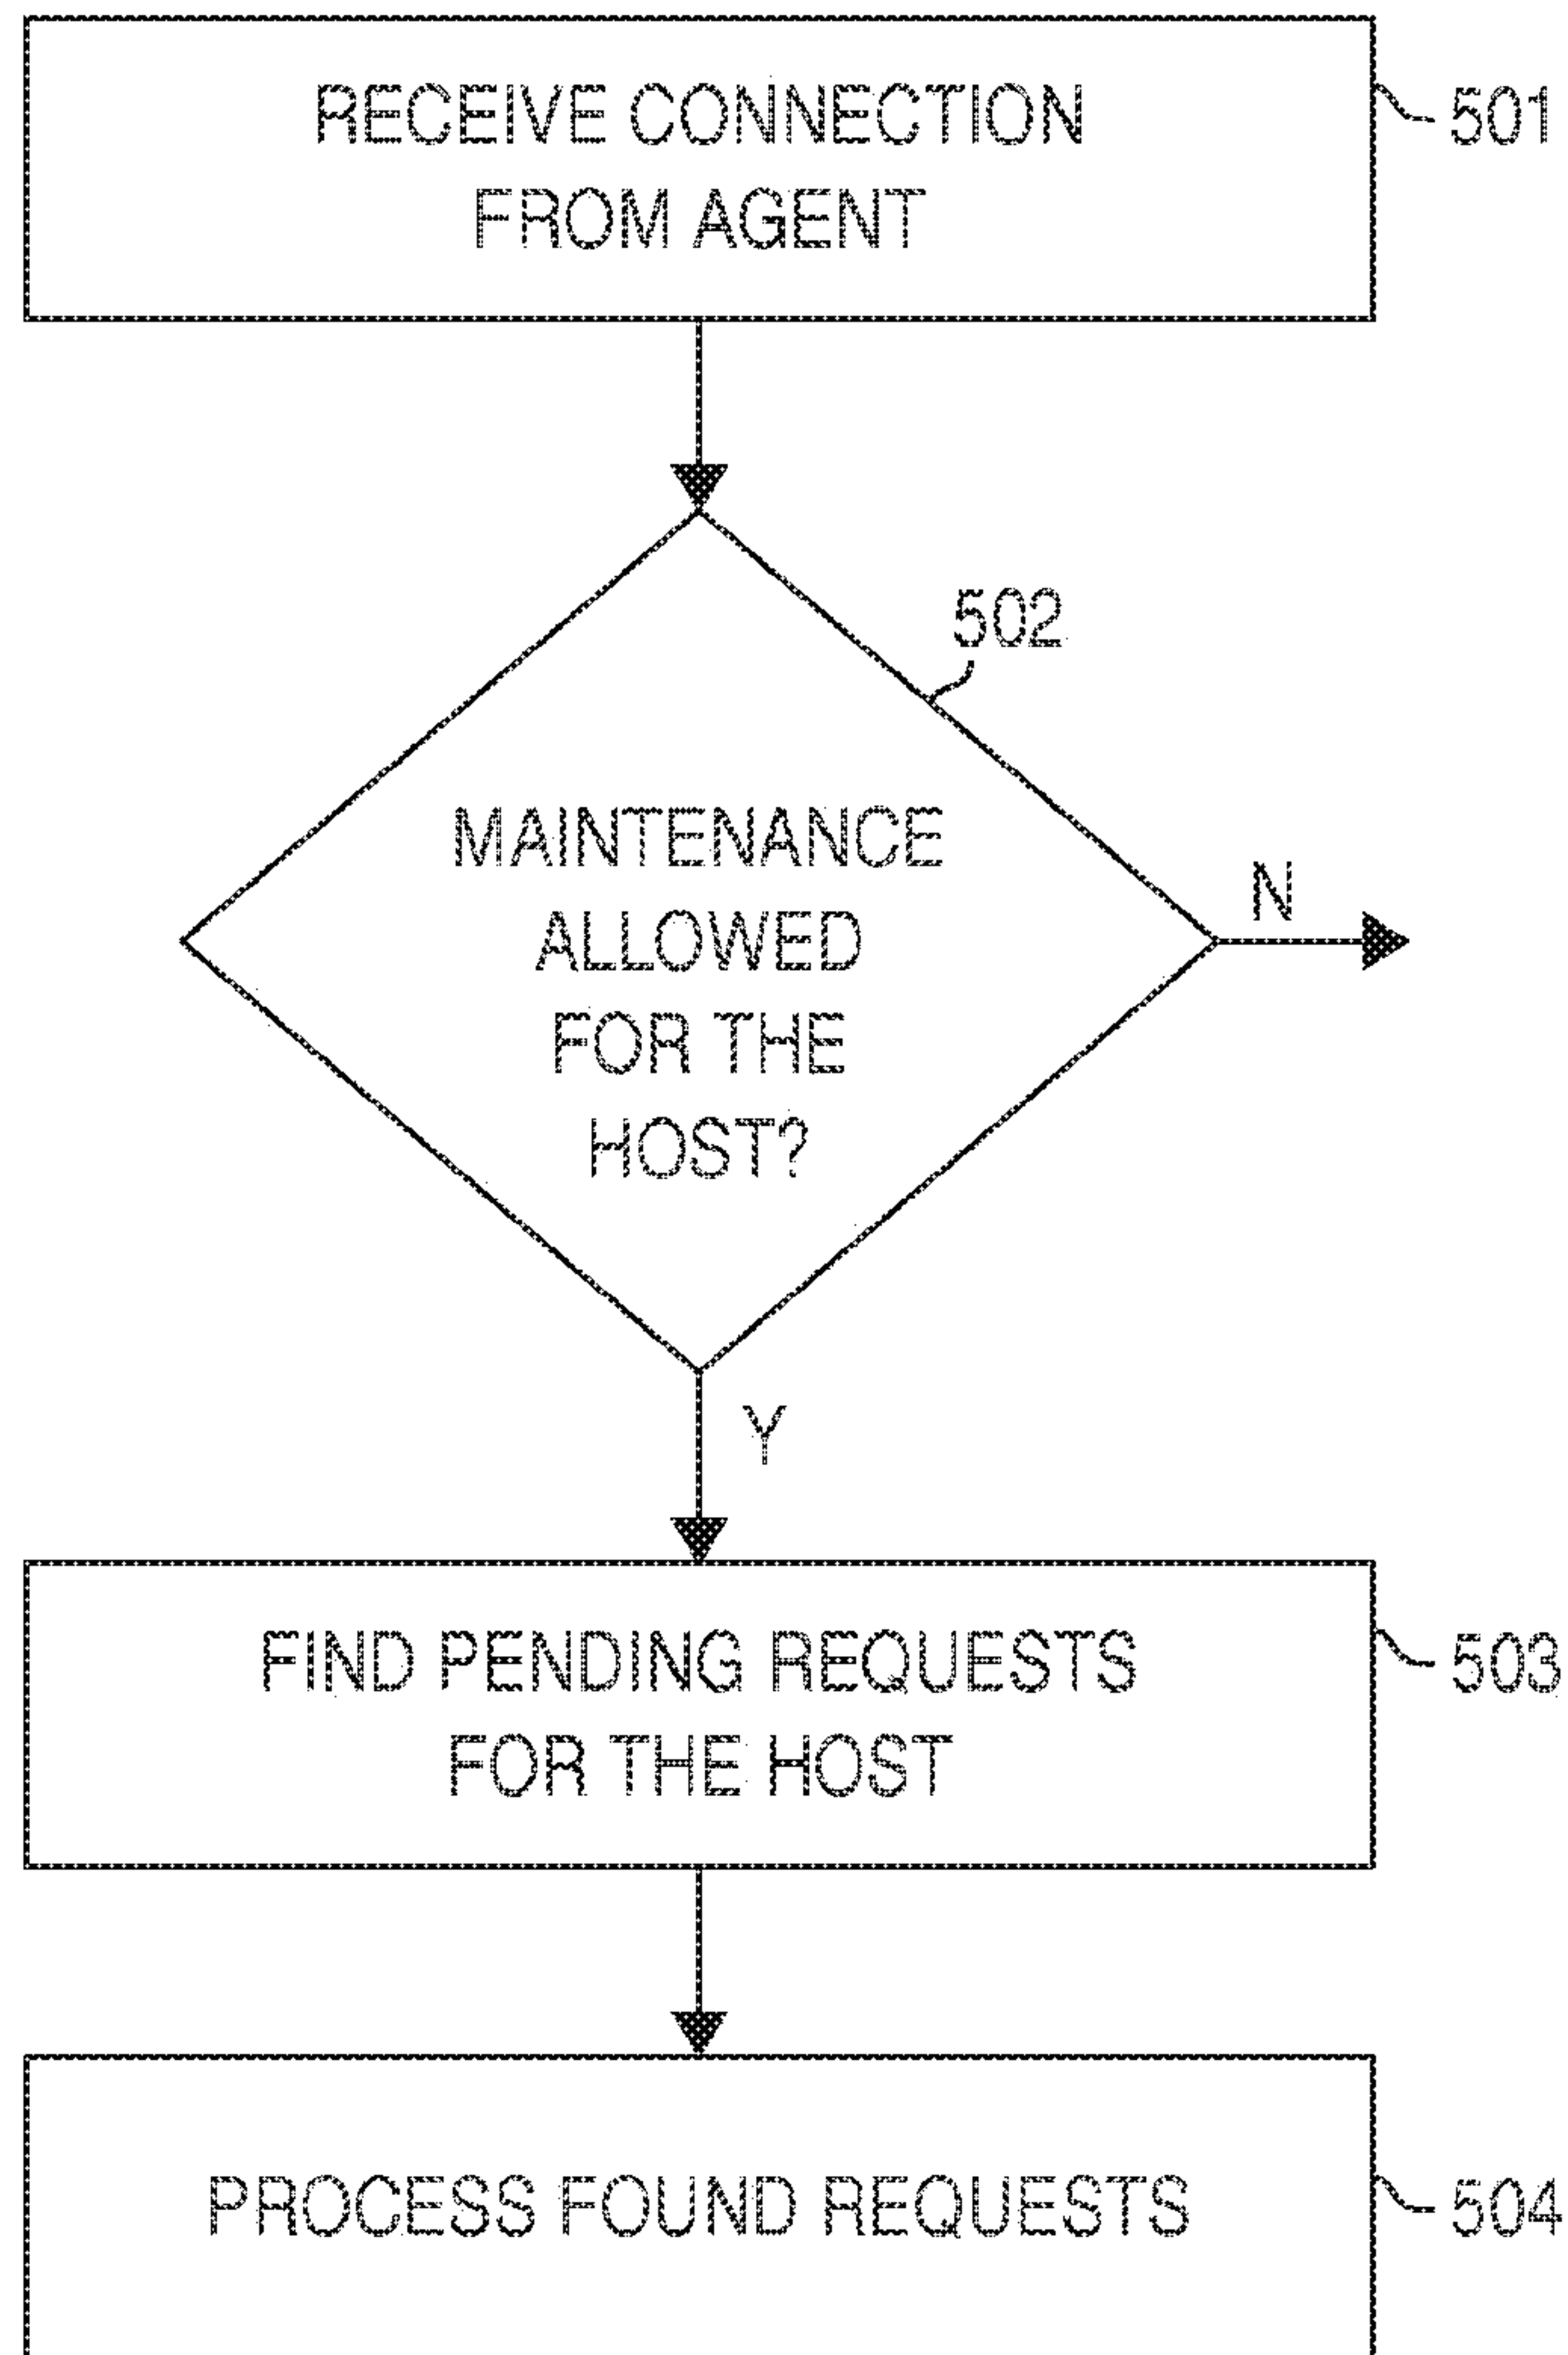 RECEIVE CONNECTION
FROM AGENT
501
502
MAINTENANCE
ALLOWED
FOR THE
HOST?
N
Y
FIND PENDING REQUESTS
FOR THE HOST
503
PROCESS FOUND REQUESTS
504